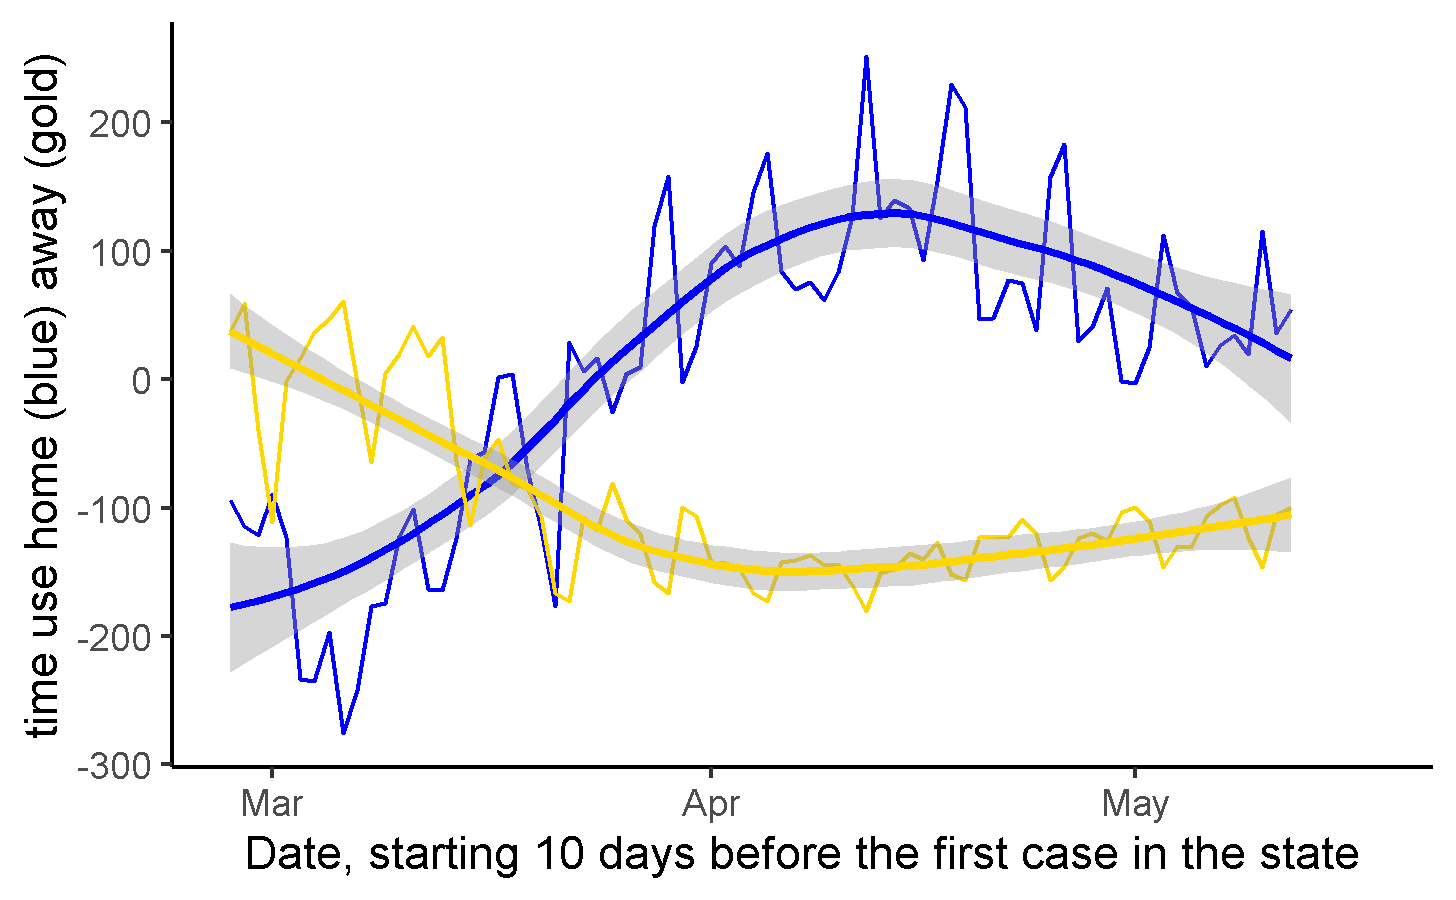 time use home (blue) away (gold)
200
100
0
-100
-200
-300
Mar
Apr
May
Date, starting 10 days before the first case in the state